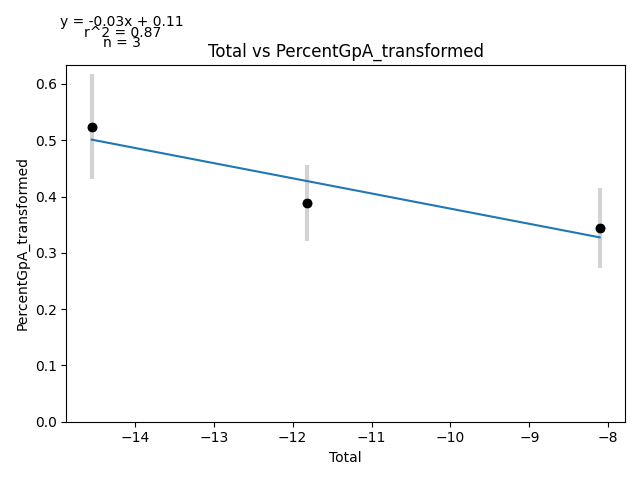 y = -0.03x + 0.11
r^2 = 0.87
n = 3
Total vs PercentGpA_transformed
PercentGpA_transformed
0.6
0.5
0.4
0.3
0.2
0.1
0.0
−14
−13
−12
−11
−10
−9
−8
Total